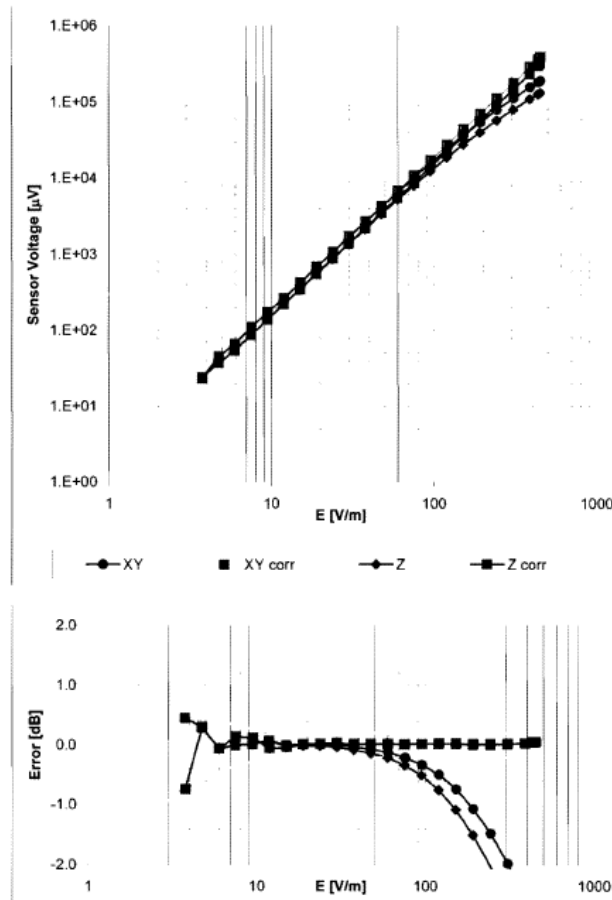 1.E+06
1.E+05
1.E+04
1.E+03
1.E+02
1.E+01
1.E+00
Sensor Voltage [µV]
1 10 100 1000
E [V/m]
XY XY corr Z Z corr
2.0
1.0
0.0
-1.0
-2.0
Error [dB]
1 10 100 1000
E [V/m]